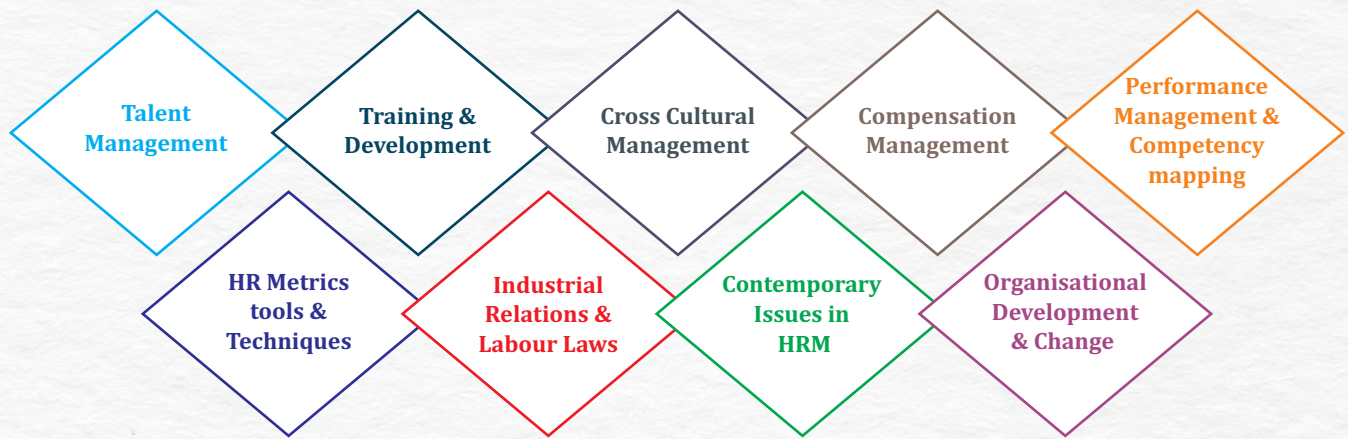 Talent
Management
Training &
Development
Cross Cultural
Management
Compensation
Management
Performance
Management &
Competency
mapping
HR Metrics
tools &
Techniques
Industrial
Relations &
Labour Laws
Contemporary
Issues in
HRM
Organisational
Development
& Change